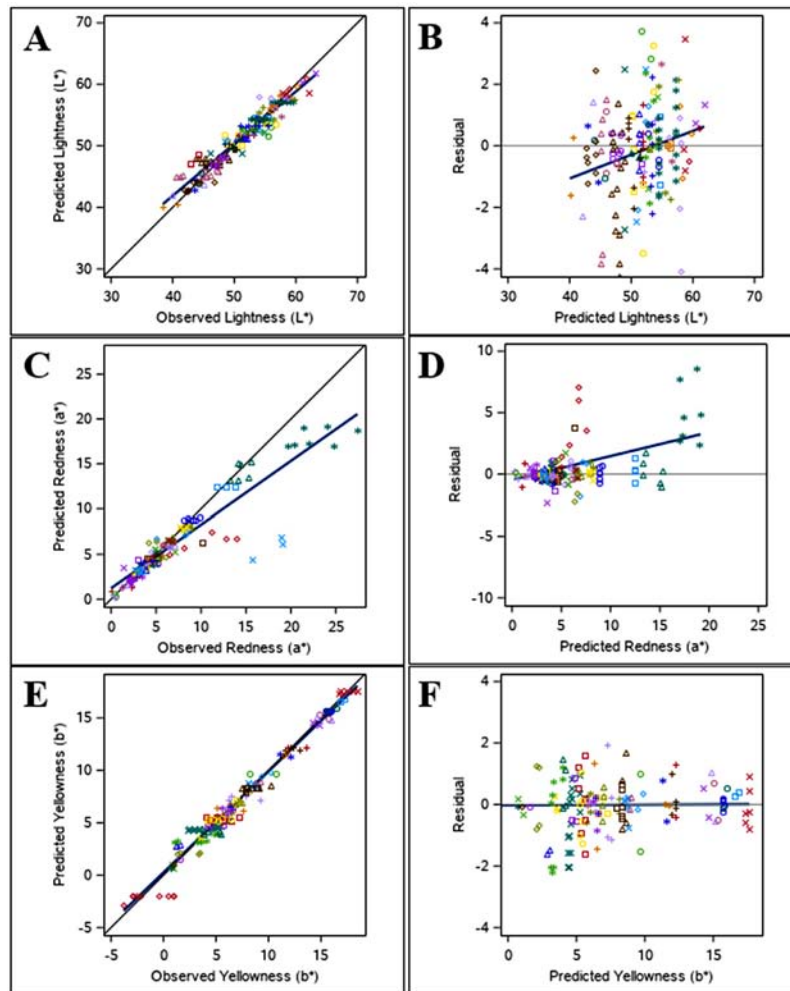 A
70
60
50
40
30
Predicted Lightness (L*)
30 40 50 60 70
Observed Lightness (L*)
B
4
2
0
-2
-4
Residual
30 40 50 60 70
Predicted Lightness (L*)
C
25
20
15
10
5
0
Predicted Redness (a*)
0 5 10 15 20 25
Observed Redness (a*)
D
10
5
0
-5
-10
Residual
0 5 10 15 20 25
Predicted Redness (a*)
E
15
10
5
0
-5
Predicted Yellowness (b*)
-5 0 5 10 15
Observed Yellowness (b*)
F
4
2
0
-2
-4
Residual
0 5 10 15
Predicted Yellowness (b*)